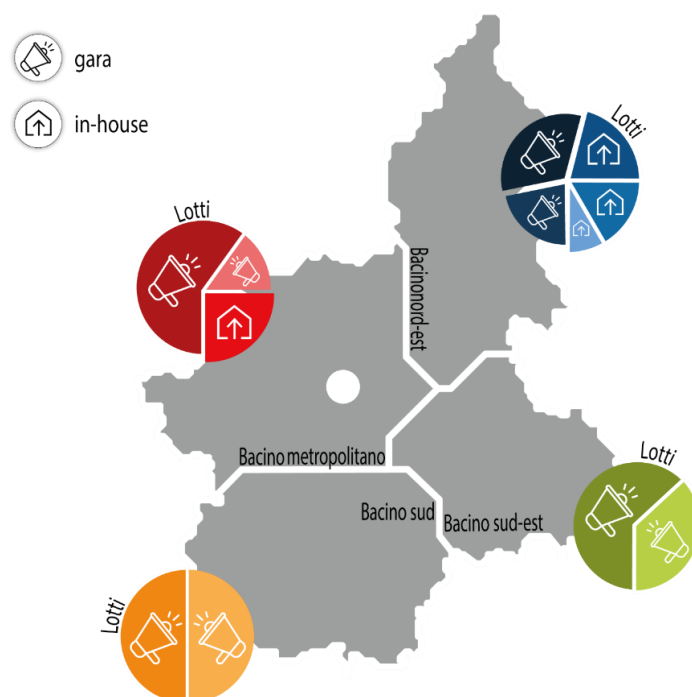 gara
in-house
Lotti
Lotti
Bacinonord-est
Bacino metropolitano
Lotti
Bacino sud
Bacino sud-est
Lotti